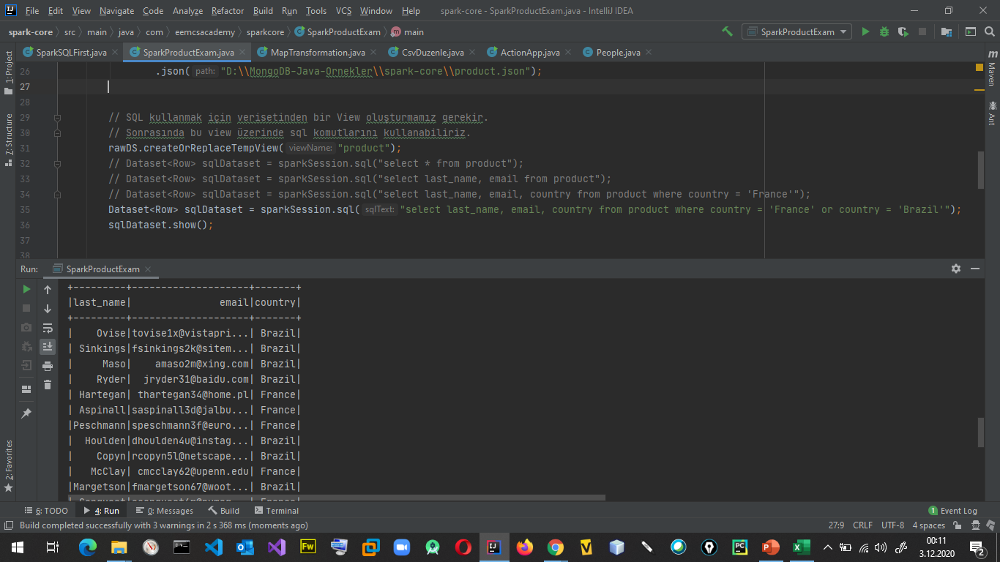 File Edit View Navigate Code Analyze Refactor Build Run Tools VCS Window Help spark-core - SparkProductExam.java - IntelliJ IDEA
spark-core src main java com eemcsacademy sparkcore SparkProductExam main SparkProductExam
SparkSQLFirst.java SparkProductExam.java MapTransformation.java CsvDuzenle.java ActionApp.java People.java
1: Project
7: Structure
2: Favorites
Maven
Ant
26 .json( path: "D:\\MongoDB-Java-Ornekler\\spark-core\\product.json");
27
28
29 // SQL kullanmak için verisetinden bir View oluşturmamız gerekir.
30 // Sonrasında bu view üzerinde sql komutlarını kullanabiliriz.
31 rawDS.createOrReplaceTempView( viewName: "product");
32 // Dataset<Row> sqlDataset = sparkSession.sql("select * from product");
33 // Dataset<Row> sqlDataset = sparkSession.sql("select last_name, email from product");
34 // Dataset<Row> sqlDataset = sparkSession.sql("select last_name, email, country from product where country = 'France'");
35 Dataset<Row> sqlDataset = sparkSession.sql( sqlText: "select last_name, email, country from product where country = 'France' or country = 'Brazil'");
36 sqlDataset.show();
37
38
Run: SparkProductExam
+---------+--------------------+-------+
|last_name|               email|country|
+---------+--------------------+-------+
|    Ovise|tovise1x@vistapri...| Brazil|
| Sinkings|fsinkings2k@sitem...| Brazil|
|     Maso|    amaso2m@xing.com| Brazil|
|    Ryder|  jryder31@baidu.com| Brazil|
| Hartegan| thartegan34@home.pl| France|
| Aspinall|saspinall3d@jalbu...| France|
|Peschmann|speschmann3f@euro...| France|
|  Houlden|dhoulden4u@instag...| Brazil|
|    Copyn|rcopyn5l@netscape...| Brazil|
|   McClay| cmcclay62@upenn.edu| France|
|Margetson|fmargetson67@woot...| Brazil|
6: TODO 4: Run 0: Messages Build Terminal 1 Event Log
Build completed successfully with 3 warnings in 2 s 368 ms (moments ago) 27:9 CRLF UTF-8 4 spaces
00:11
3.12.2020
2